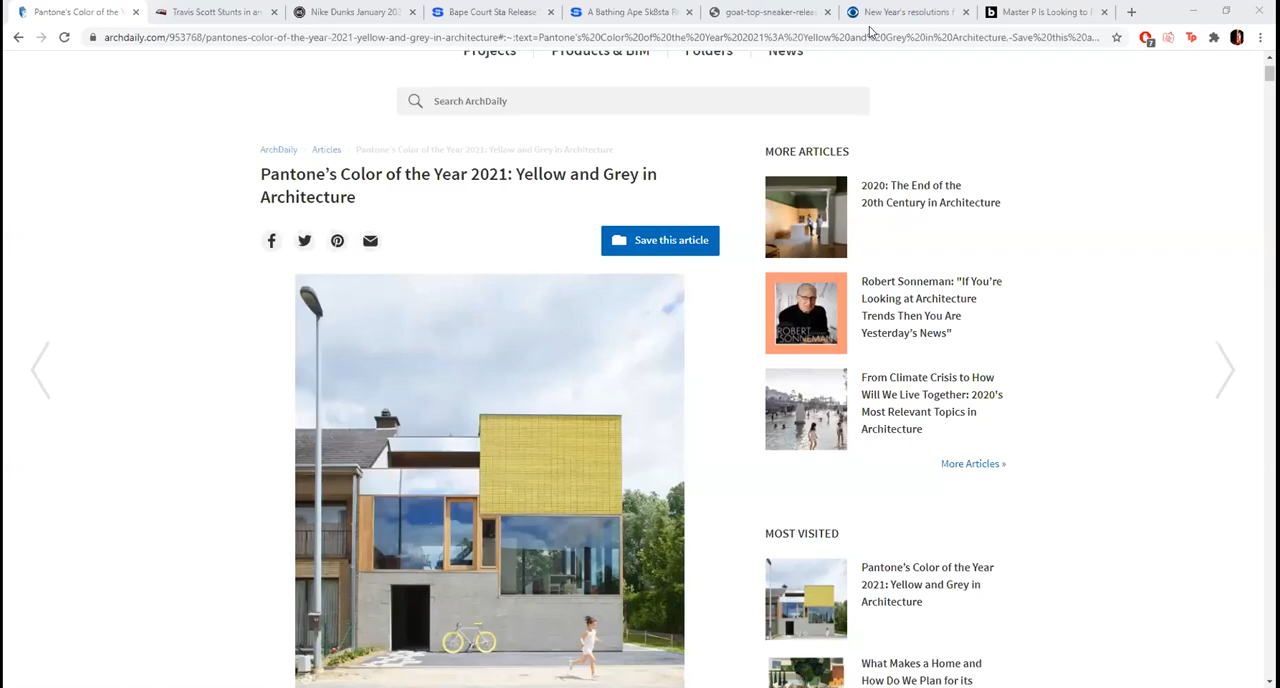 Pantone's Color of the Y
Travis Scott Stunts in an
Nike Dunks January 202
Bape Court Sta Release
A Bathing Ape Sk8sta R
goat-top-sneaker-relea
New Year's resolutions f
Master P Is Looking to
archdaily.com/953768/pantones-color-of-the-year-2021-yellow-and-grey-in-architecture#:~:text=Pantone's%20Color%20of%20the%20Year%202021%3A%20Yellow%20and%20Grey%20in%20Architecture,-Save%20this%20a...
7
Projects
Products & BIM
Folders
News
Search ArchDaily
ArchDaily
Articles
Pantone's Color of the Year 2021: Yellow and Grey in Architecture
Pantone's Color of the Year 2021: Yellow and Grey in
Architecture
Save this article
MORE ARTICLES
2020: The End of the
20th Century in Architecture
Robert Sonneman: "If You're
Looking at Architecture
Trends Then You Are
Yesterday's News"
ROBERT
SONNEMAN
From Climate Crisis to How
Will We Live Together: 2020's
Most Relevant Topics in
Architecture
More Articles »
MOST VISITED
Pantone's Color of the Year
2021: Yellow and Grey in
Architecture
What Makes a Home and
How Do We Plan for its